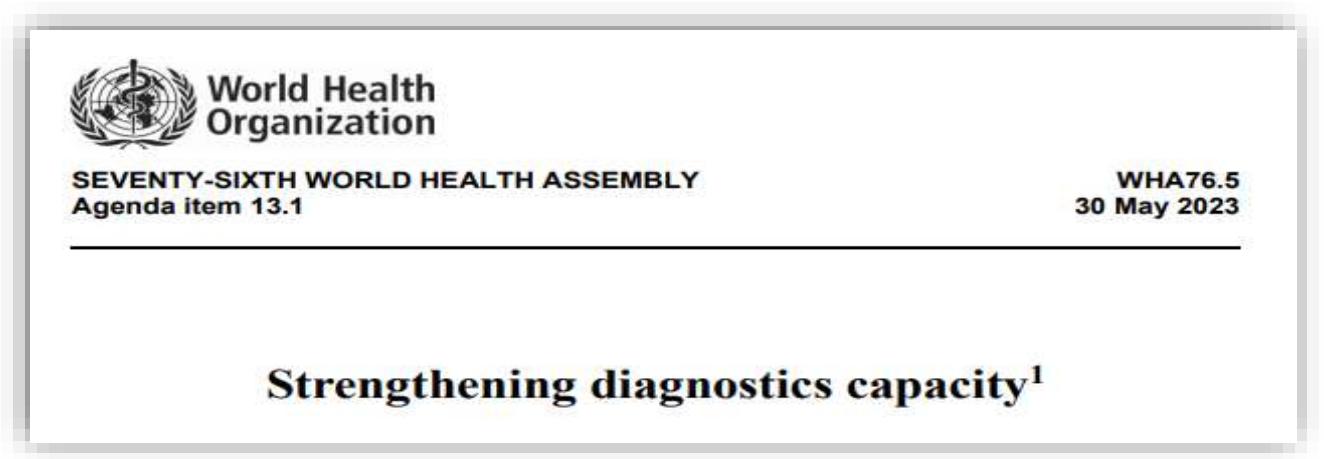 World Health
Organization
SEVENTY-SIXTH WORLD HEALTH ASSEMBLY
WHA76.5
Agenda item 13.1
30 May 2023
Strengthening diagnostics capacity¹